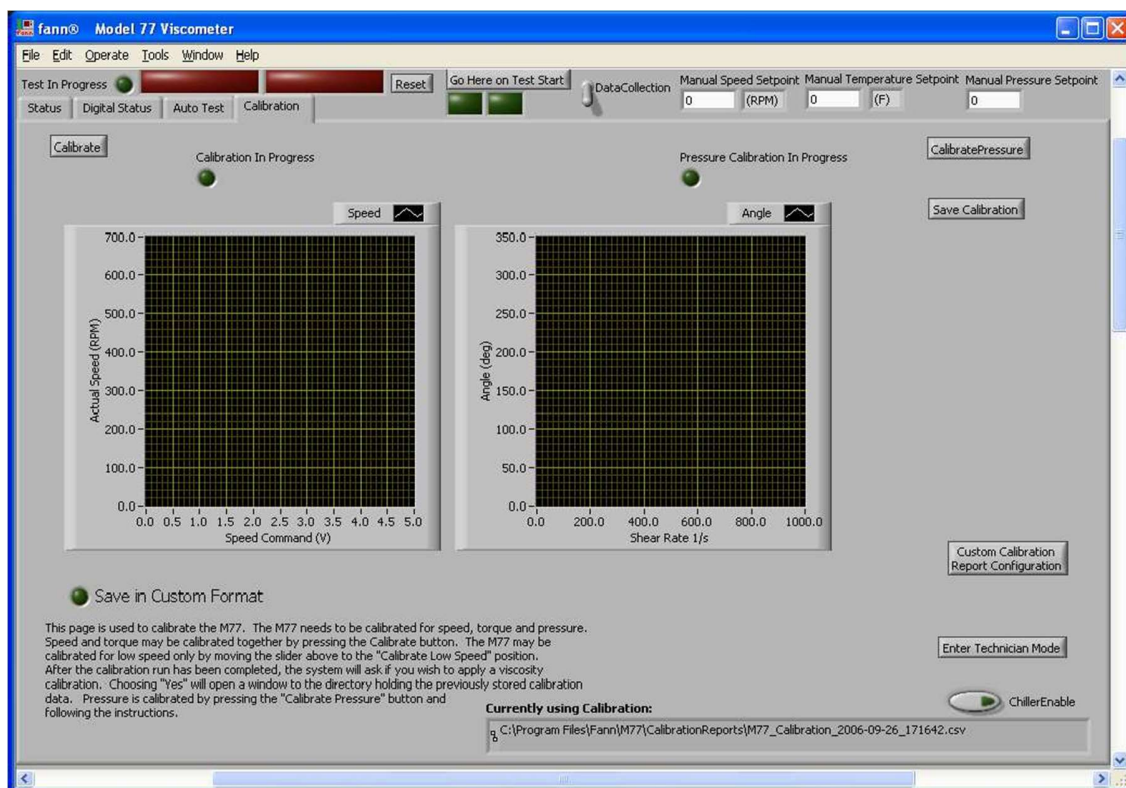 fann® Model 77 Viscometer
File Edit Operate Tools Window Help
Test In Progress
Reset
Go Here on Test Start
DataCollection
Manual Speed Setpoint
0 (RPM)
Manual Temperature Setpoint
0 (F)
Manual Pressure Setpoint
0
Status Digital Status Auto Test Calibration
Calibrate
Calibration In Progress
Pressure Calibration In Progress
CalibratePressure
Save Calibration
Speed
700.0
600.0
500.0
400.0
300.0
200.0
100.0
0.0
Actual Speed (RPM)
0.0 0.5 1.0 1.5 2.0 2.5 3.0 3.5 4.0 4.5 5.0
Speed Command (V)
Angle
350.0
300.0
250.0
200.0
150.0
100.0
50.0
0.0
Angle (deg)
0.0 200.0 400.0 600.0 800.0 1000.0
Shear Rate 1/s
Custom Calibration
Report Configuration
Save in Custom Format
This page is used to calibrate the M77. The M77 needs to be calibrated for speed, torque and pressure.
Speed and torque may be calibrated together by pressing the Calibrate button. The M77 may be
calibrated for low speed only by moving the slider above to the "Calibrate Low Speed" position.
After the calibration run has been completed, the system will ask if you wish to apply a viscosity
calibration. Choosing "Yes" will open a window to the directory holding the previously stored calibration
data. Pressure is calibrated by pressing the "Calibrate Pressure" button and
following the instructions.
Enter Technician Mode
ChillerEnable
Currently using Calibration:
C:\Program Files\Fann\M77\CalibrationReports\M77_Calibration_2006-09-26_171642.csv